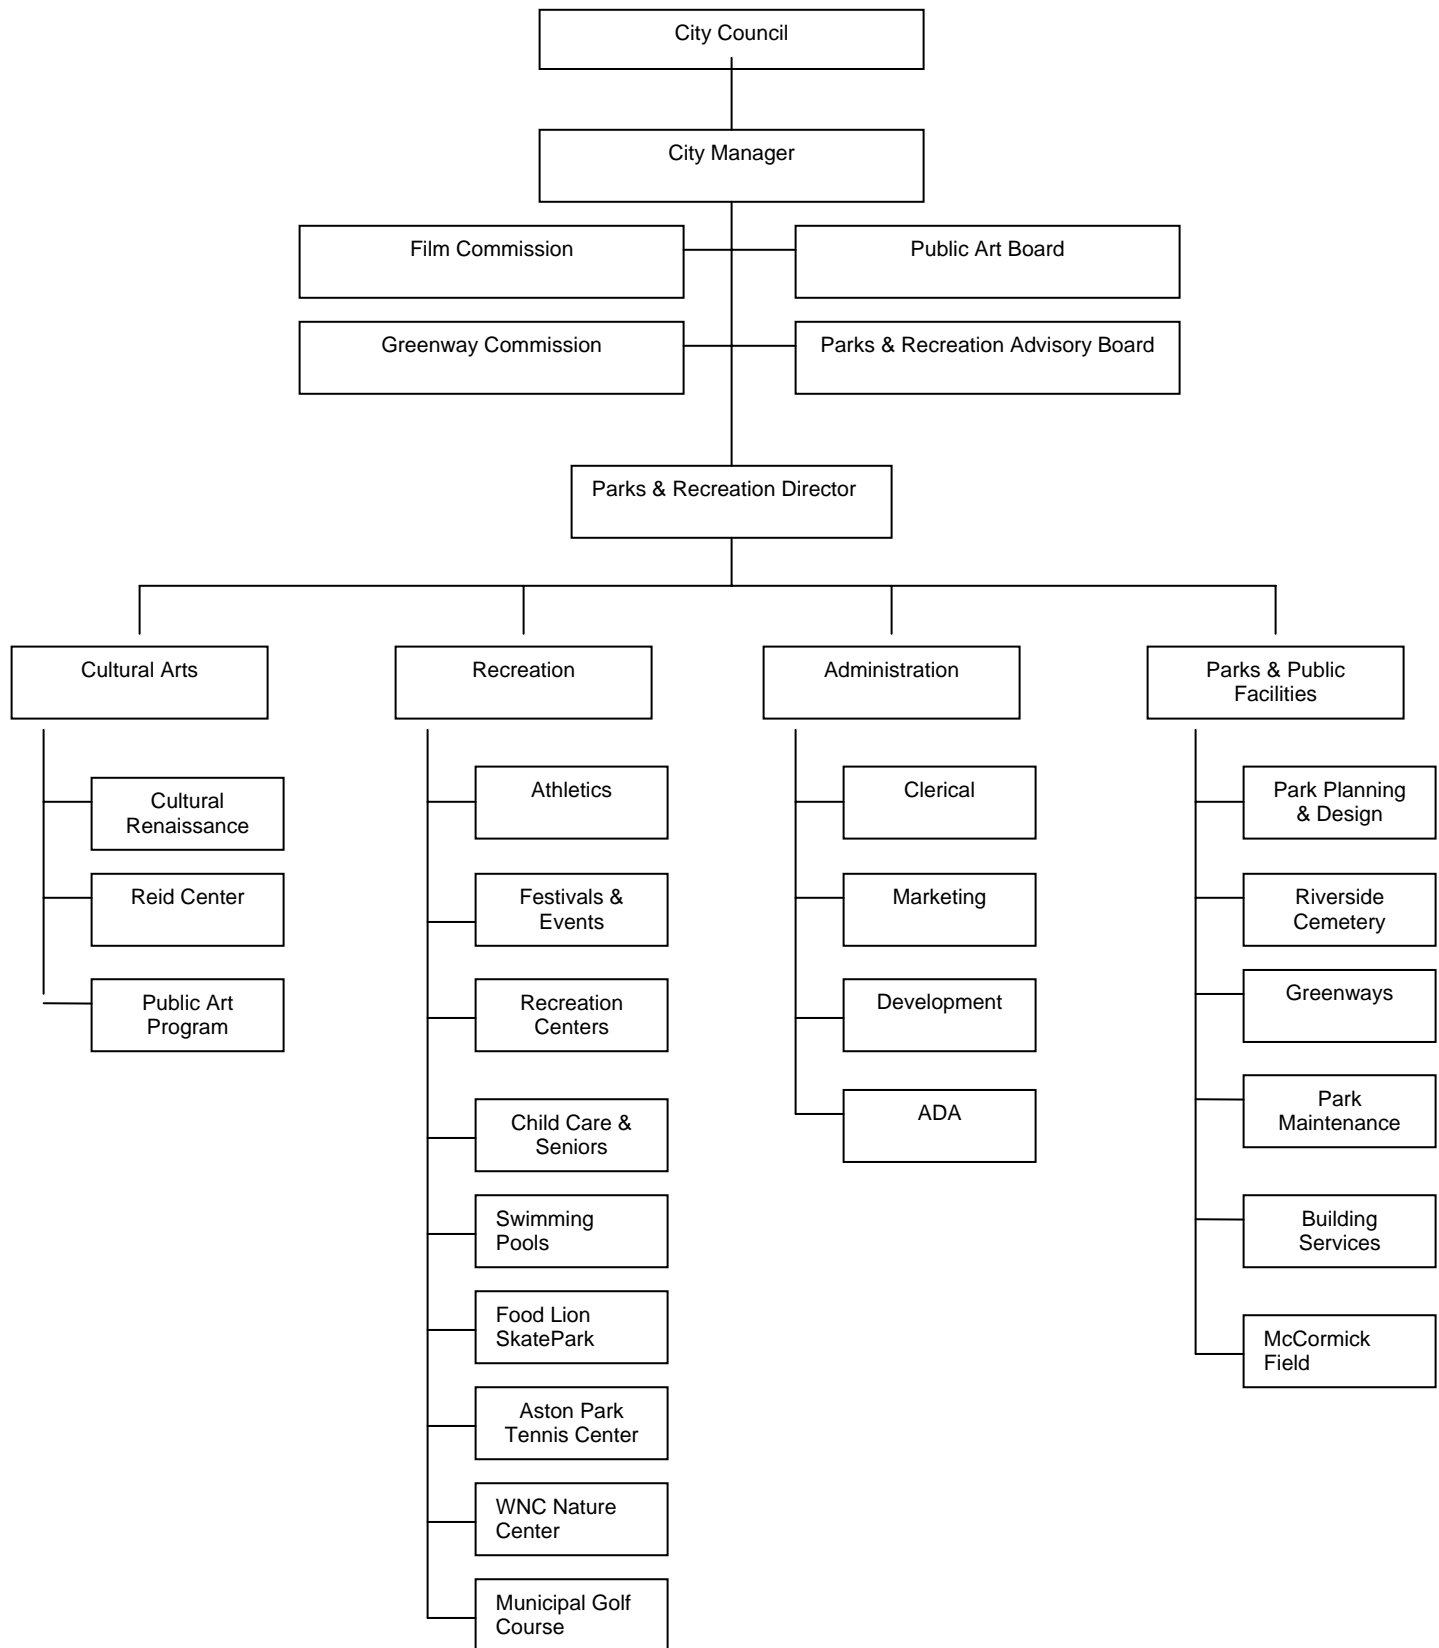 City Council
City Manager
Film Commission
Public Art Board
Greenway Commission
Parks & Recreation Advisory Board
Parks & Recreation Director
Cultural Arts
Recreation
Administration
Parks & Public
Facilities
Cultural
Renaissance
Reid Center
Public Art
Program
Athletics
Festivals &
Events
Recreation
Centers
Child Care &
Seniors
Swimming
Pools
Food Lion
SkatePark
Aston Park
Tennis Center
WNC Nature
Center
Municipal Golf
Course
Clerical
Marketing
Development
ADA
Park Planning
& Design
Riverside
Cemetery
Greenways
Park
Maintenance
Building
Services
McCormick
Field